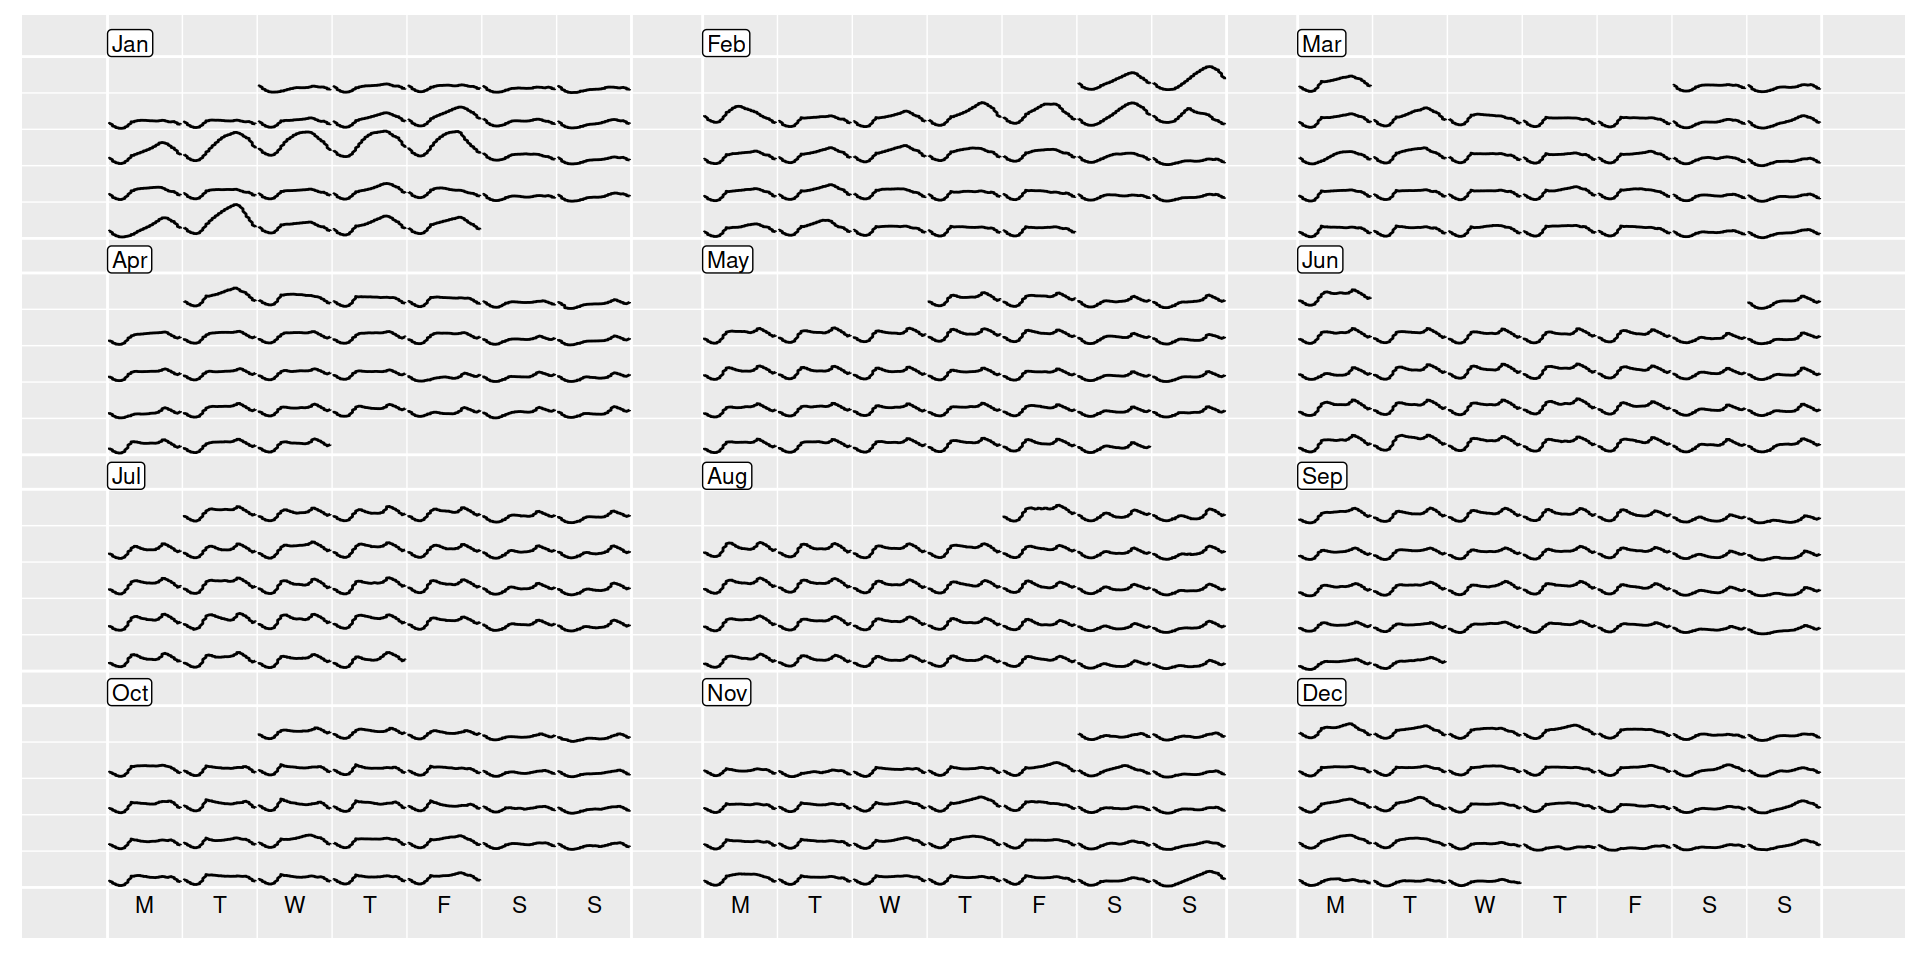 Jan Feb Mar
Apr May Jun
Jul Aug Sep
Oct Nov Dec
M T W T F S S M T W T F S S M T W T F S S